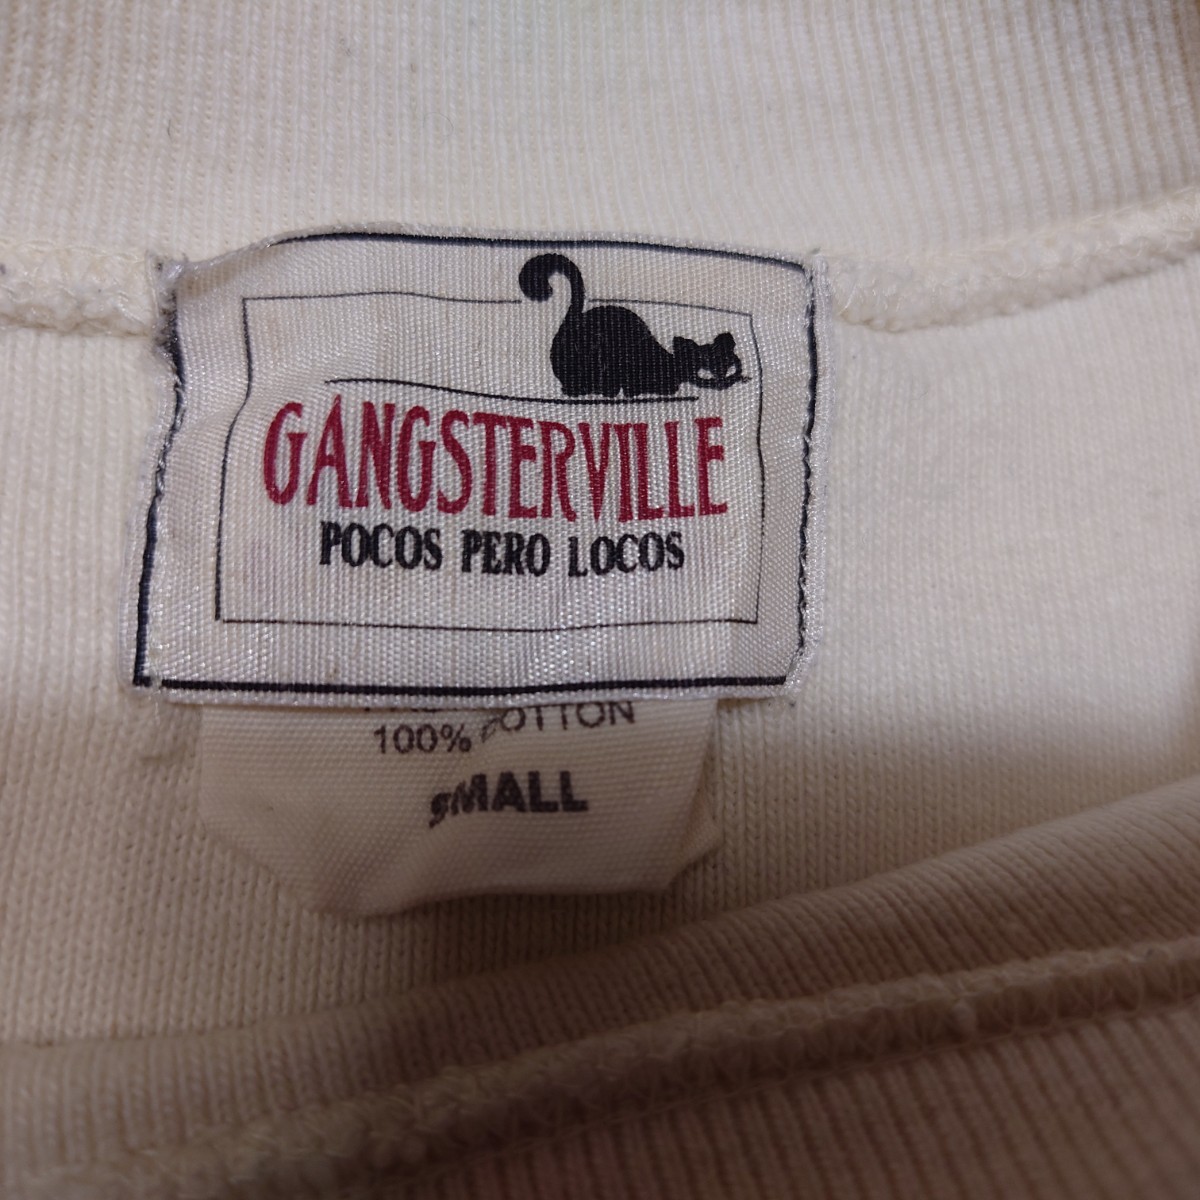 GANGSTERVILLE
POCOS PERO LOCOS
100% COTTON
SMALL